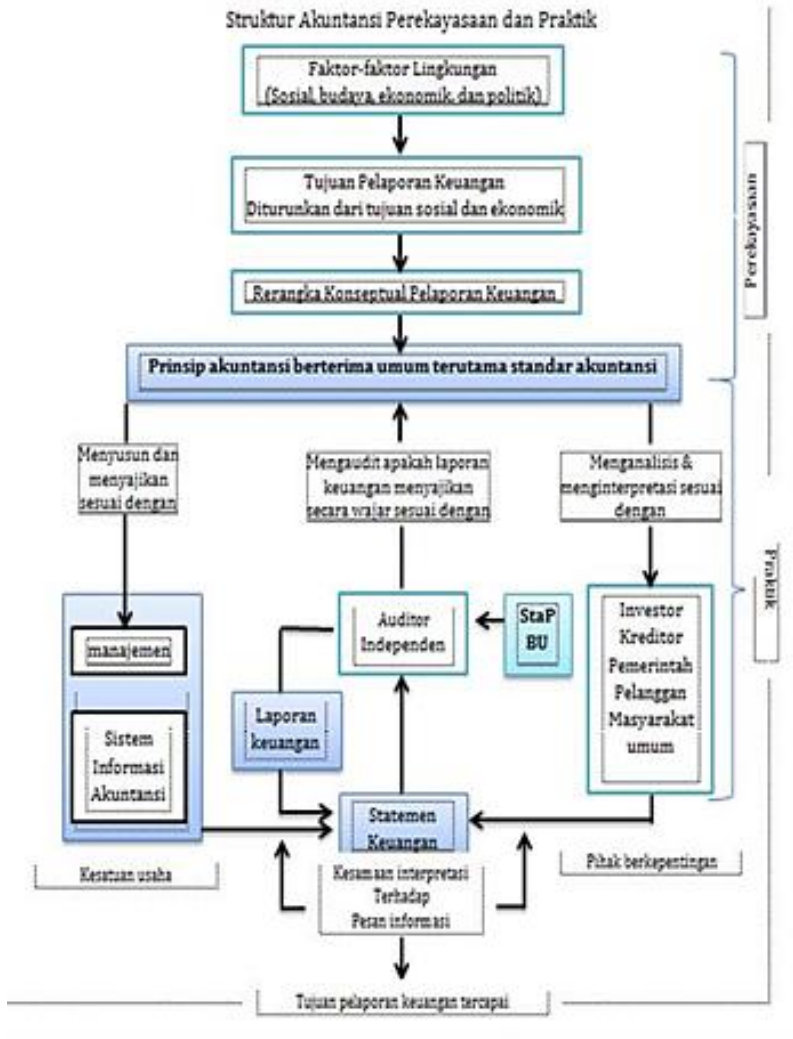 Struktur Akuntansi Perekayasaan dan Praktik
Faktor-faktor Lingkungan
(Sosial, budaya, ekonomik, dan politik)
Tujuan Pelaporan Keuangan
Diturunkan dari tujuan sosial dan ekonomik
Rerangka Konseptual Pelaporan Keuangan
Perekayasaan
Prinsip akuntansi berterima umum terutama standar akuntansi
Menyusun dan
menyajikan
sesuai dengan
Mengaudit apakah laporan
keuangan menyajikan
secara wajar sesuai dengan
Menganalisis &
menginterpretasi sesuai
dengan
Praktik
manajemen
Sistem
Informasi
Akuntansi
Auditor
Independen
StaP
BU
Investor
Kreditor
Pemerintah
Pelanggan
Masyarakat
umum
Laporan
keuangan
Statemen
Keuangan
Kesatuan usaha
Kesamaan interpretasi
Terhadap
Pesan informasi
Pihak berkepentingan
Tujuan pelaporan keuangan tercapai